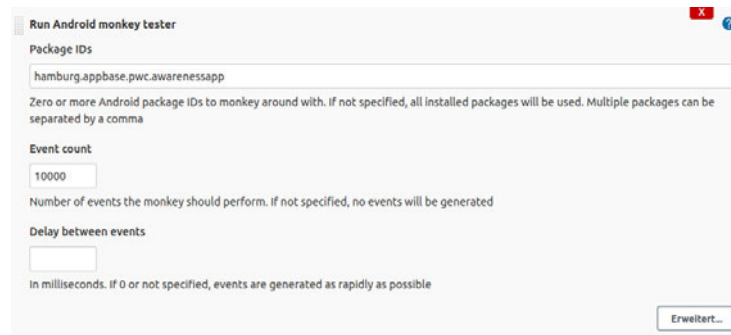 X
Run Android monkey tester
?
Package IDs
hamburg.appbase.pwc.awarenessapp
Zero or more Android package IDs to monkey around with. If not specified, all installed packages will be used. Multiple packages can be
separated by a comma
Event count
10000
Number of events the monkey should perform. If not specified, no events will be generated
Delay between events
In milliseconds. If 0 or not specified, events are generated as rapidly as possible
Erweitert...